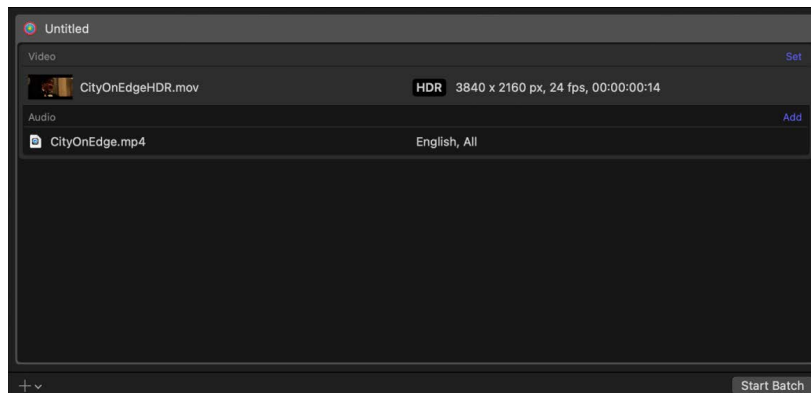 Untitled
Video Set
CityOnEdgeHDR.mov HDR 3840 x 2160 px, 24 fps, 00:00:00:14
Audio Add
CityOnEdge.mp4 English, All
Start Batch